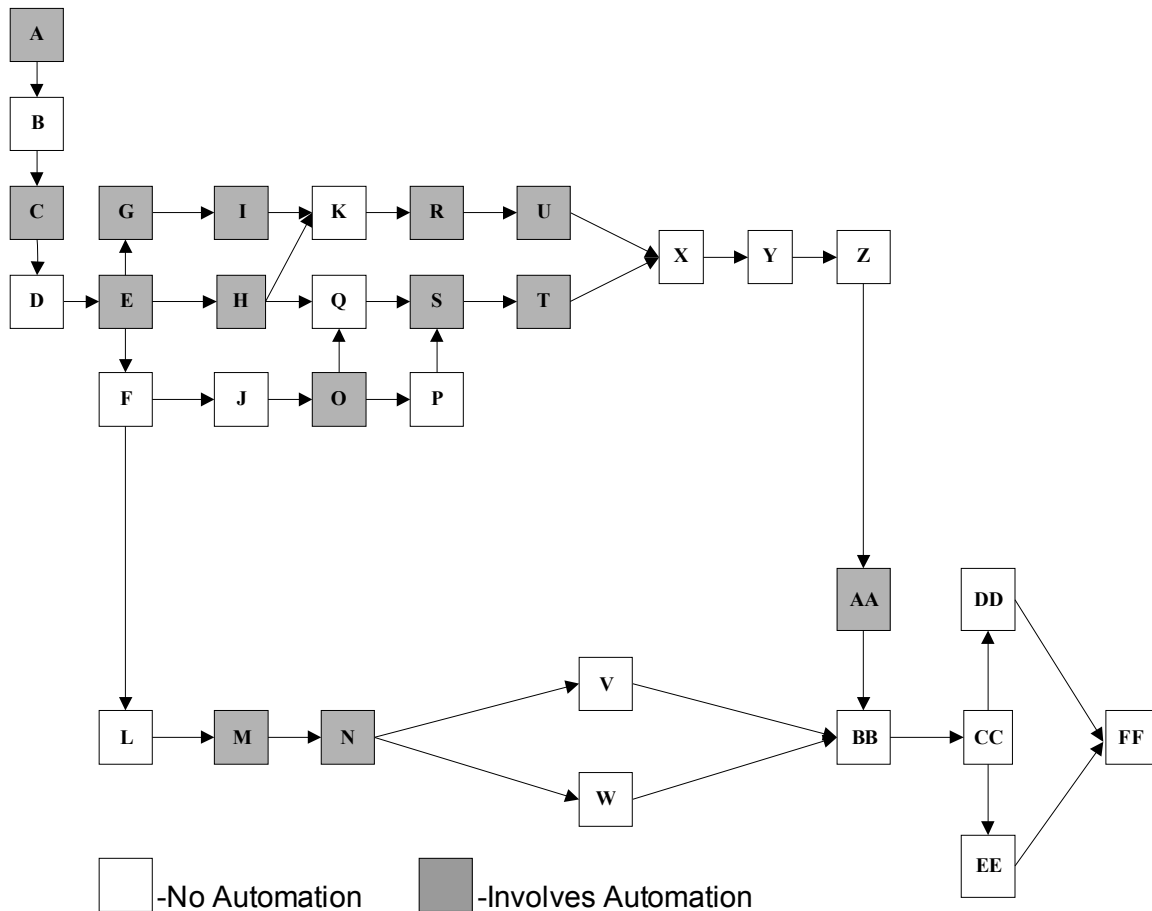 A
B
C G I K R U
X Y Z
D E H Q S T
F J O P
AA DD
V
L M N BB CC FF
W
EE
-No Automation -Involves Automation